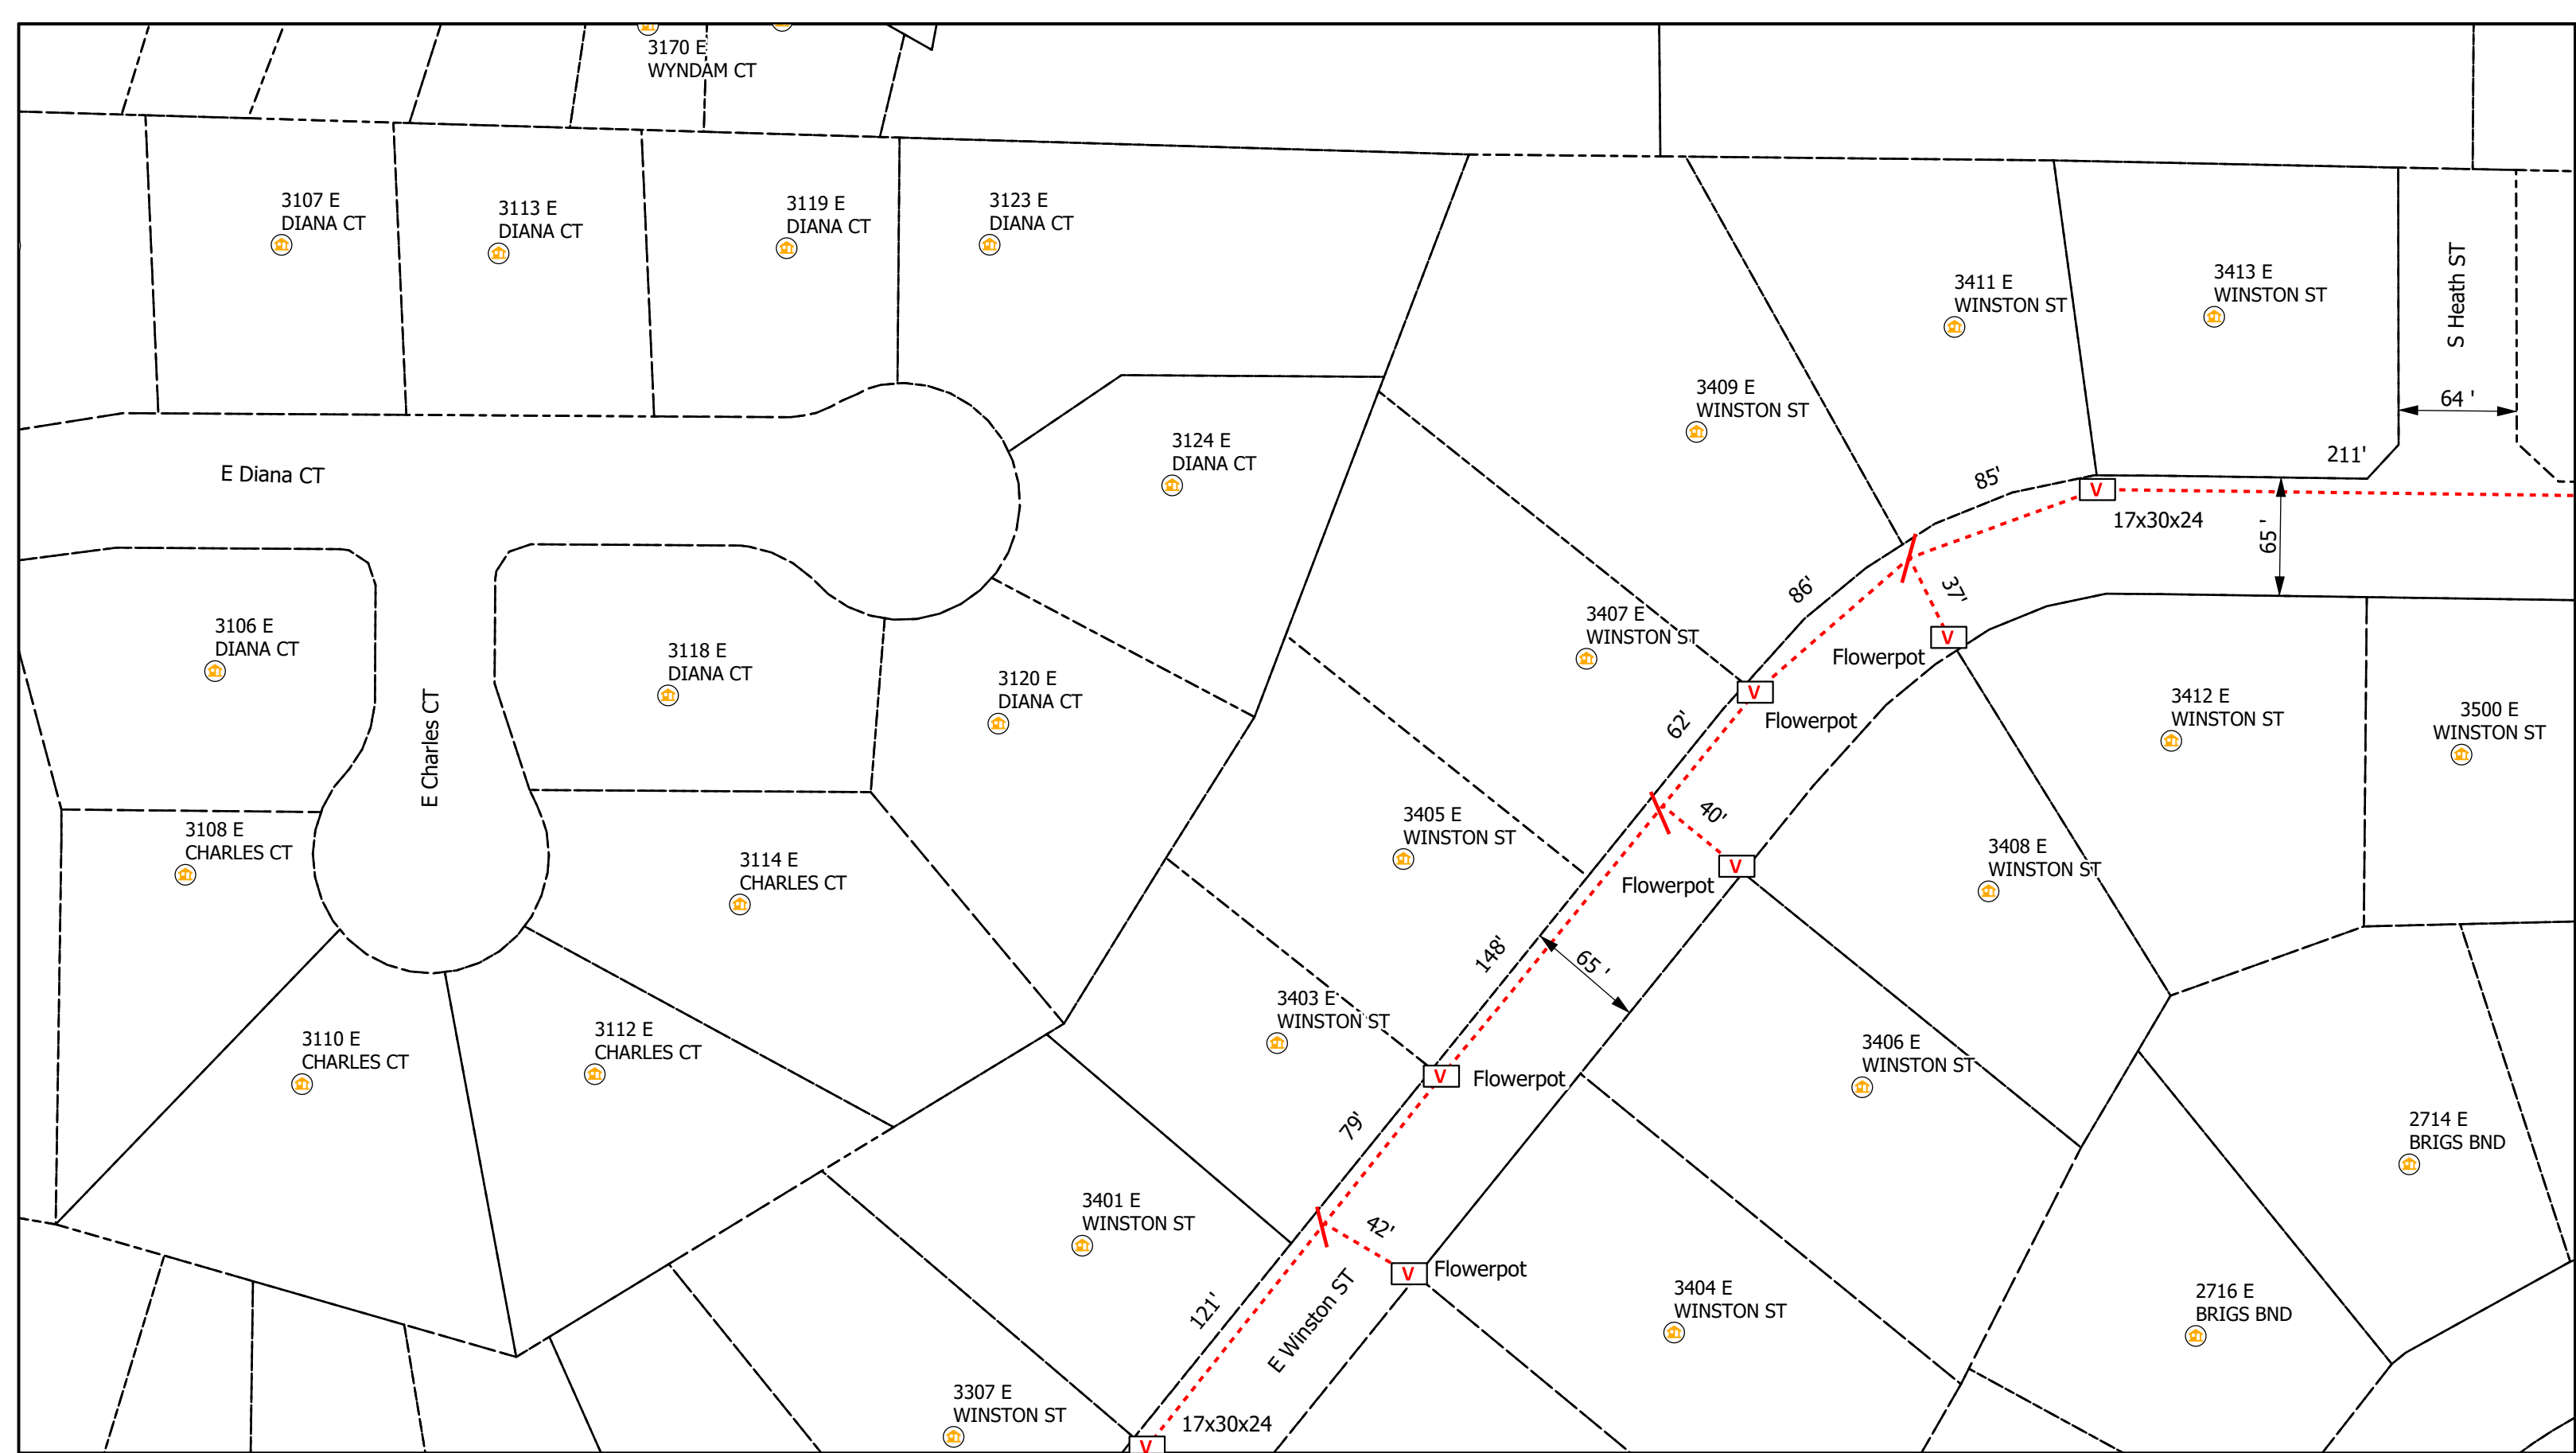 3170 E
WYNDAM CT
3107 E
DIANA CT
3113 E
DIANA CT
3119 E
DIANA CT
3123 E
DIANA CT
3411 E
WINSTON ST
3413 E
WINSTON ST
S Heath ST
64 '
3409 E
WINSTON ST
211'
85'
V
17x30x24
65 '
E Diana CT
3124 E
DIANA CT
86'
37'
V
Flowerpot
3106 E
DIANA CT
3118 E
DIANA CT
3120 E
DIANA CT
3407 E
WINSTON ST
V
Flowerpot
62'
3412 E
WINSTON ST
3500 E
WINSTON ST
E Charles CT
3108 E
CHARLES CT
3114 E
CHARLES CT
3405 E
WINSTON ST
40'
V
Flowerpot
3408 E
WINSTON ST
148'
65 '
3403 E
WINSTON ST
3110 E
CHARLES CT
3112 E
CHARLES CT
V
Flowerpot
3406 E
WINSTON ST
79'
2714 E
BRIGS BND
3401 E
WINSTON ST
42'
V
Flowerpot
121'
E Winston ST
3404 E
WINSTON ST
2716 E
BRIGS BND
3307 E
WINSTON ST
V
17x30x24